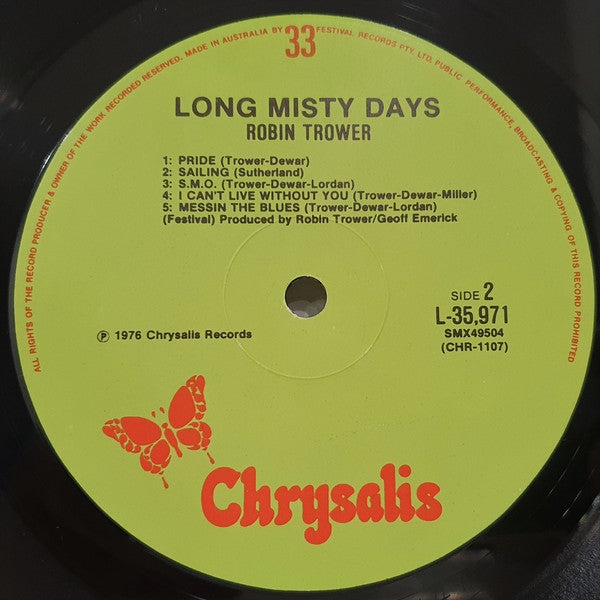 ALL RIGHTS OF THE RECORD PRODUCER & OWNER OF THE WORK RECORDED RESERVED. MADE IN AUSTRALIA BY FESTIVAL RECORDS PTY. LTD. PUBLIC PERFORMANCE, BROADCASTING & COPYING OF THIS RECORD PROHIBITED
33
LONG MISTY DAYS
ROBIN TROWER
1: PRIDE (Trower-Dewar)
2: SAILING (Sutherland)
3: S.M.O. (Trower-Dewar-Lordan)
4: I CAN'T LIVE WITHOUT YOU (Trower-Dewar-Miller)
5: MESSIN THE BLUES (Trower-Dewar-Lordan)
(Festival) Produced by Robin Trower/Geoff Emerick
SIDE 2
L-35,971
SMX49504
(CHR-1107)
℗ 1976 Chrysalis Records
Chrysalis